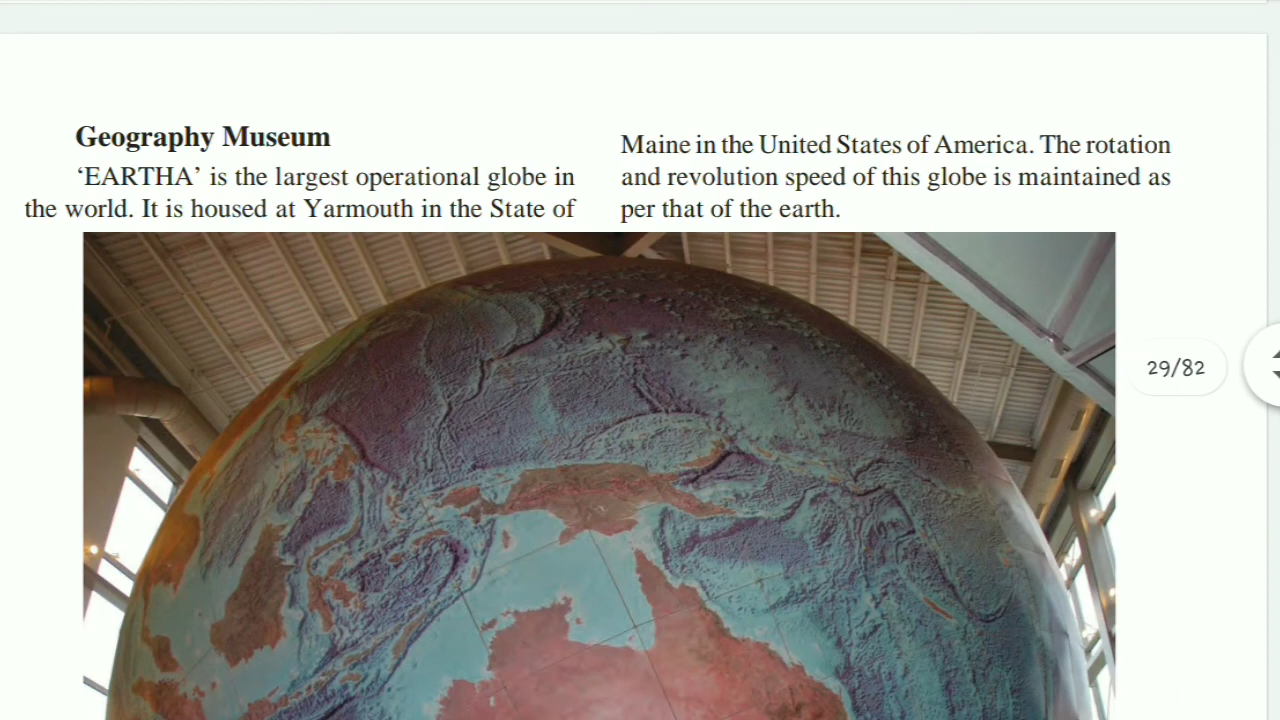 Geography Museum
‘EARTHA’ is the largest operational globe in
the world. It is housed at Yarmouth in the State of
Maine in the United States of America. The rotation
and revolution speed of this globe is maintained as
per that of the earth.
29/82